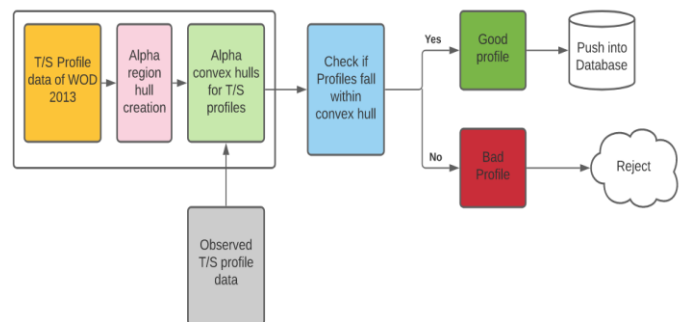 T/S Profile
data of WOD
2013
Alpha
region
hull
creation
Alpha
convex hulls
for T/S
profiles
Check if
Profiles fall
within
convex hull
Yes
Good
profile
Push into
Database
No
Bad
Profile
Reject
Observed
T/S profile
data